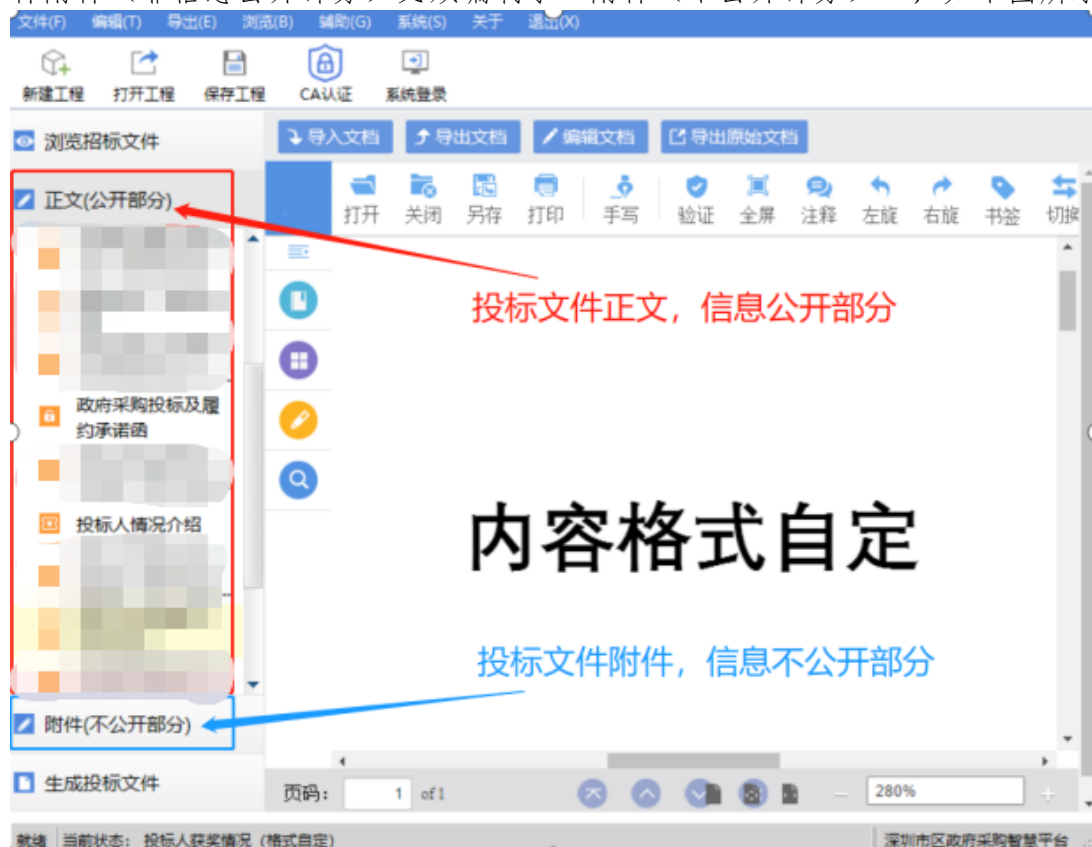 文件(F) 编辑(T) 导出(E) 浏览(B) 辅助(G) 系统(S) 关于 退出(X)
新建工程 打开工程 保存工程 CA认证 系统登录
浏览招标文件
导入文档 导出文档 编辑文档 导出原始文档
正文(公开部分)
打开 关闭 另存 打印 手写 验证 全屏 注释 左旋 右旋 书签 切换
投标文件正文，信息公开部分
政府采购投标及履
约承诺函
投标人情况介绍
内容格式自定
投标文件附件，信息不公开部分
附件(不公开部分)
生成投标文件
页码: 1 of1 280%
就绪 当前状态: 投标人获奖情况 (格式自定) 深圳市区政府采购智慧平台